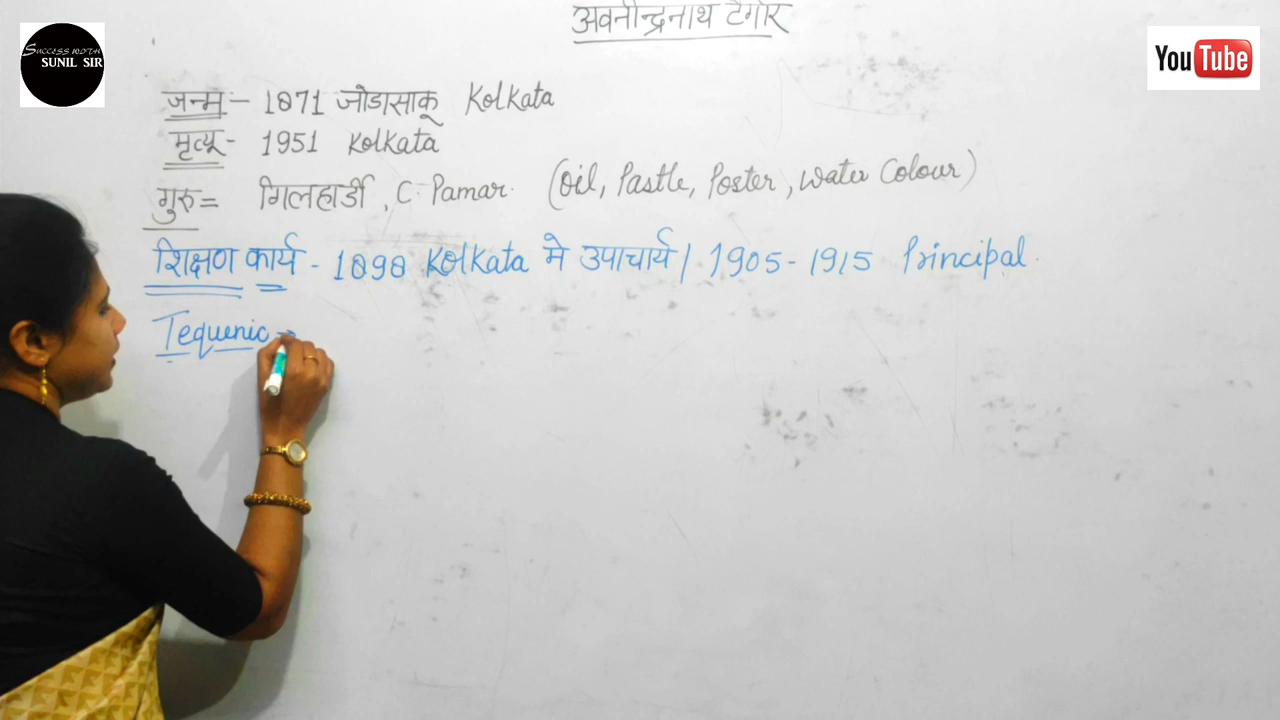 अवनीन्द्रनाथ टैगोर
SUCCESS WITH
SUNIL SIR
YouTube
जन्म - 1871 जोडासाकू Kolkata
मृत्यू - 1951 Kolkata
गुरु = गिलहार्डी, C. Pamar. (Oil, Pastle, Poster, Water Colour)
शिक्षण कार्य - 1898 Kolkata मे उपाचार्य / 1905 - 1915 Principal.
Tequenic -